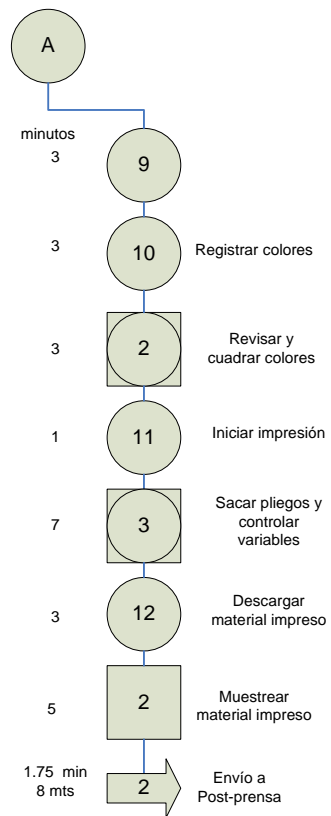 A
minutos
3
9
3
10
Registrar colores
3
2
Revisar y
cuadrar colores
1
11
Iniciar impresión
7
3
Sacar pliegos y
controlar
variables
3
12
Descargar
material impreso
5
2
Muestrear
material impreso
1.75 min
8 mts
2
Envío a
Post-prensa